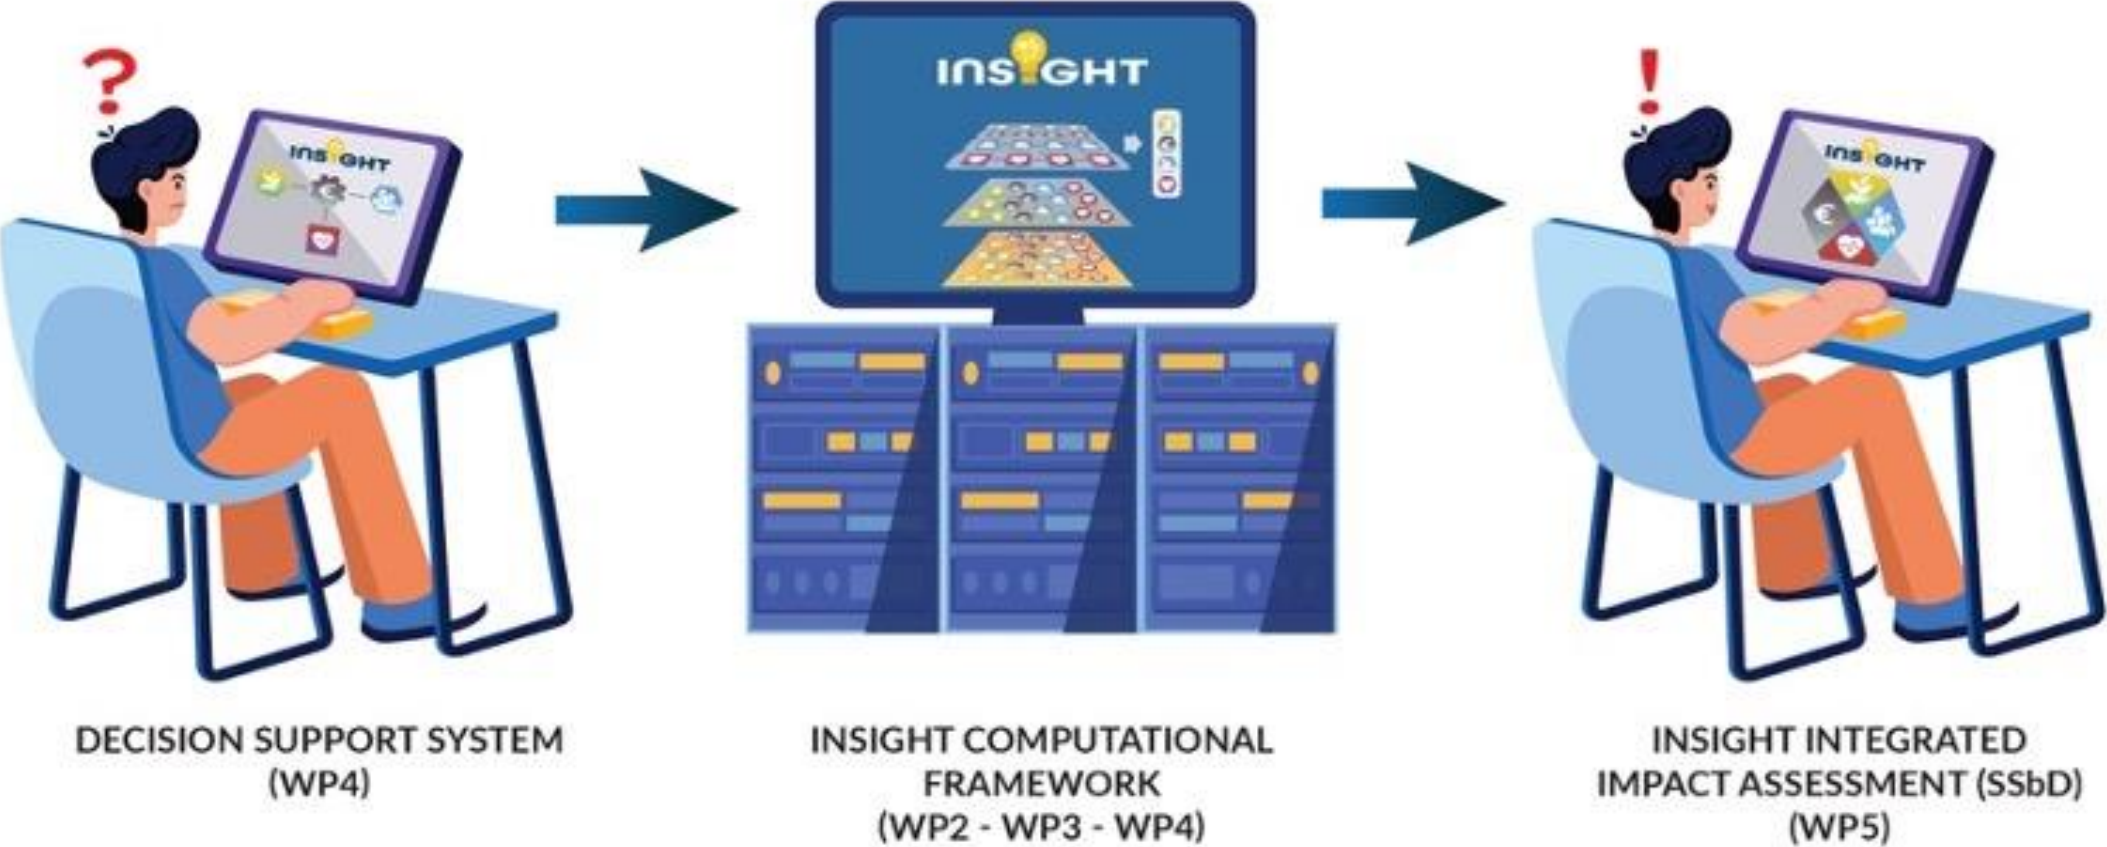 ?
INSIGHT
INSIGHT
!
INSIGHT
DECISION SUPPORT SYSTEM
(WP4)
INSIGHT COMPUTATIONAL
FRAMEWORK
(WP2 - WP3 - WP4)
INSIGHT INTEGRATED
IMPACT ASSESSMENT (SSbD)
(WP5)